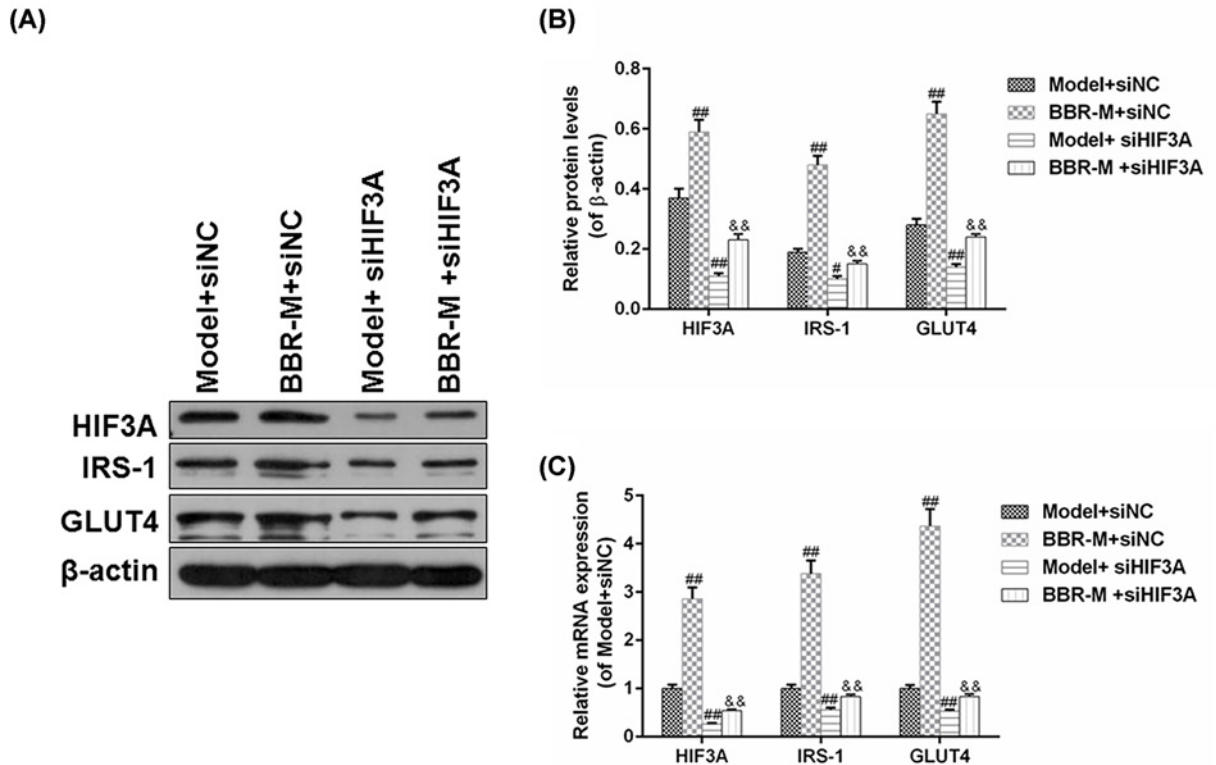 (A)
Model+siNC
BBR-M+siNC
Model+ siHIF3A
BBR-M +siHIF3A
HIF3A
IRS-1
GLUT4
β-actin
(B)
Relative protein levels
(of β-actin)
0.8
0.6
0.4
0.2
0.0
##
##
&&
##
#
&&
##
##
&&
HIF3A
IRS-1
GLUT4
Model+siNC
BBR-M+siNC
Model+ siHIF3A
BBR-M +siHIF3A
(C)
Relative mRNA expression
(of Model+siNC)
5
4
3
2
1
0
##
##
&&
##
##
&&
##
##
&&
HIF3A
IRS-1
GLUT4
Model+siNC
BBR-M+siNC
Model+ siHIF3A
BBR-M +siHIF3A